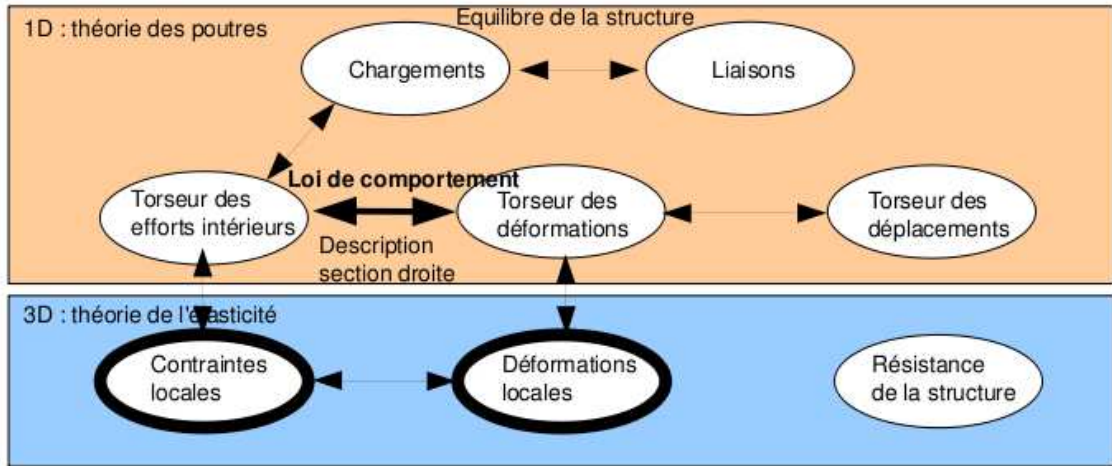 1D : théorie des poutres
Equilibre de la structure
Chargements
Liaisons
Loi de comportement
Torseur des
efforts intérieurs
Torseur des
déformations
Torseur des
déplacements
Description
section droite
3D : théorie de l'élasticité
Contraintes
locales
Déformations
locales
Résistance
de la structure